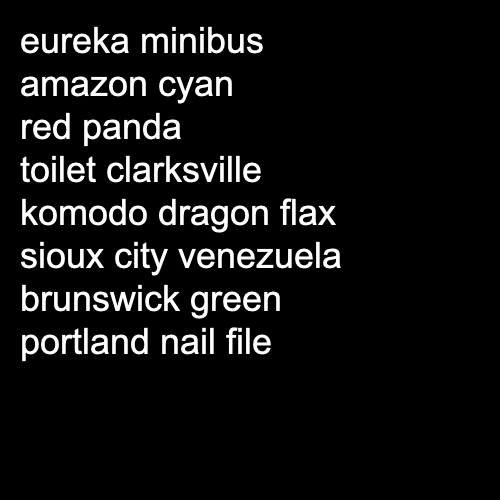 eureka minibus
amazon cyan
red panda
toilet clarksville
komodo dragon flax
sioux city venezuela
brunswick green
portland nail file